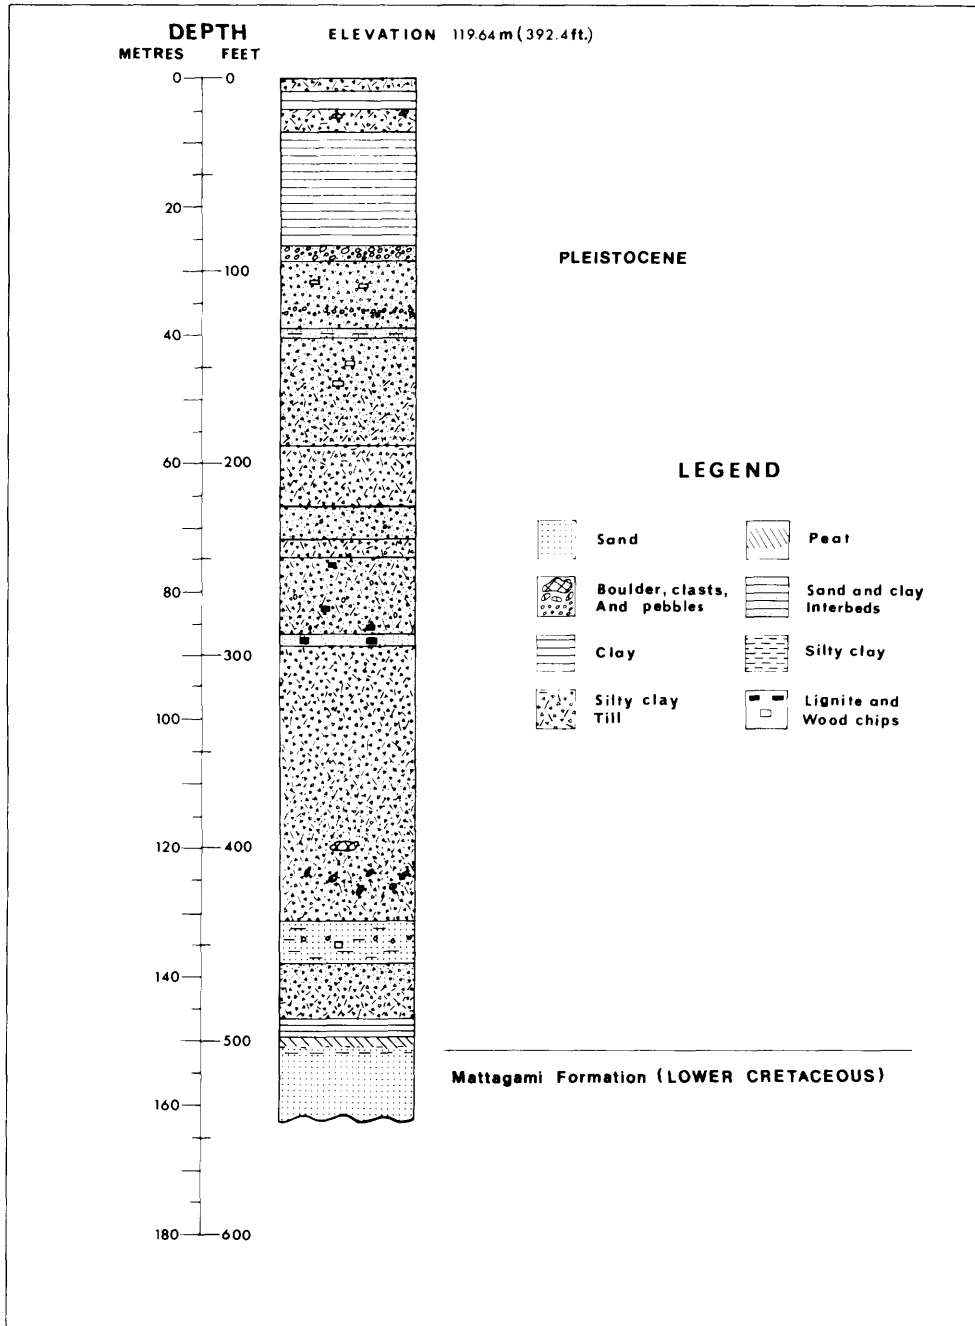 DEPTH
METRES FEET
ELEVATION 119.64 m (392.4 ft.)
0 0
20
100
40
60 200
80
300
100
120 400
140
500
160
180 600
PLEISTOCENE
LEGEND
Sand
Peat
Boulder, clasts,
And pebbles
Sand and clay
Interbeds
Clay
Silty clay
Silty clay
Till
Lignite and
Wood chips
Mattagami Formation (LOWER CRETACEOUS)